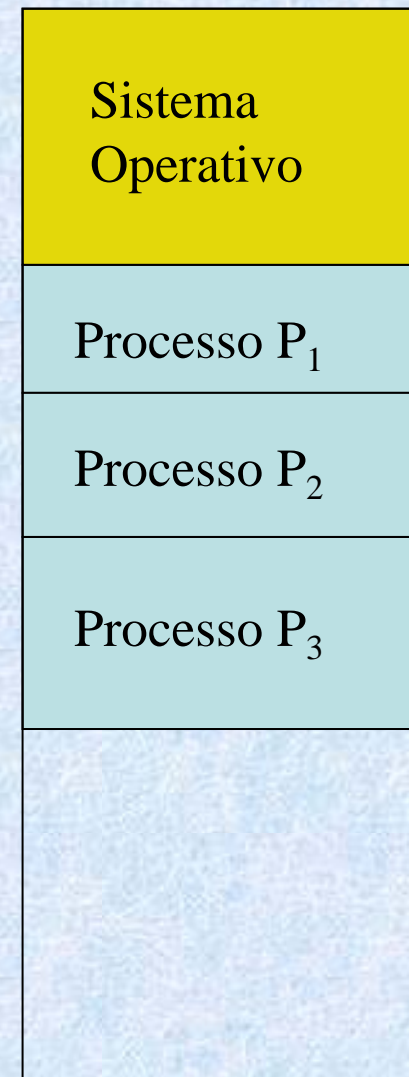 Sistema
Operativo
Processo P₁
Processo P₂
Processo P₃